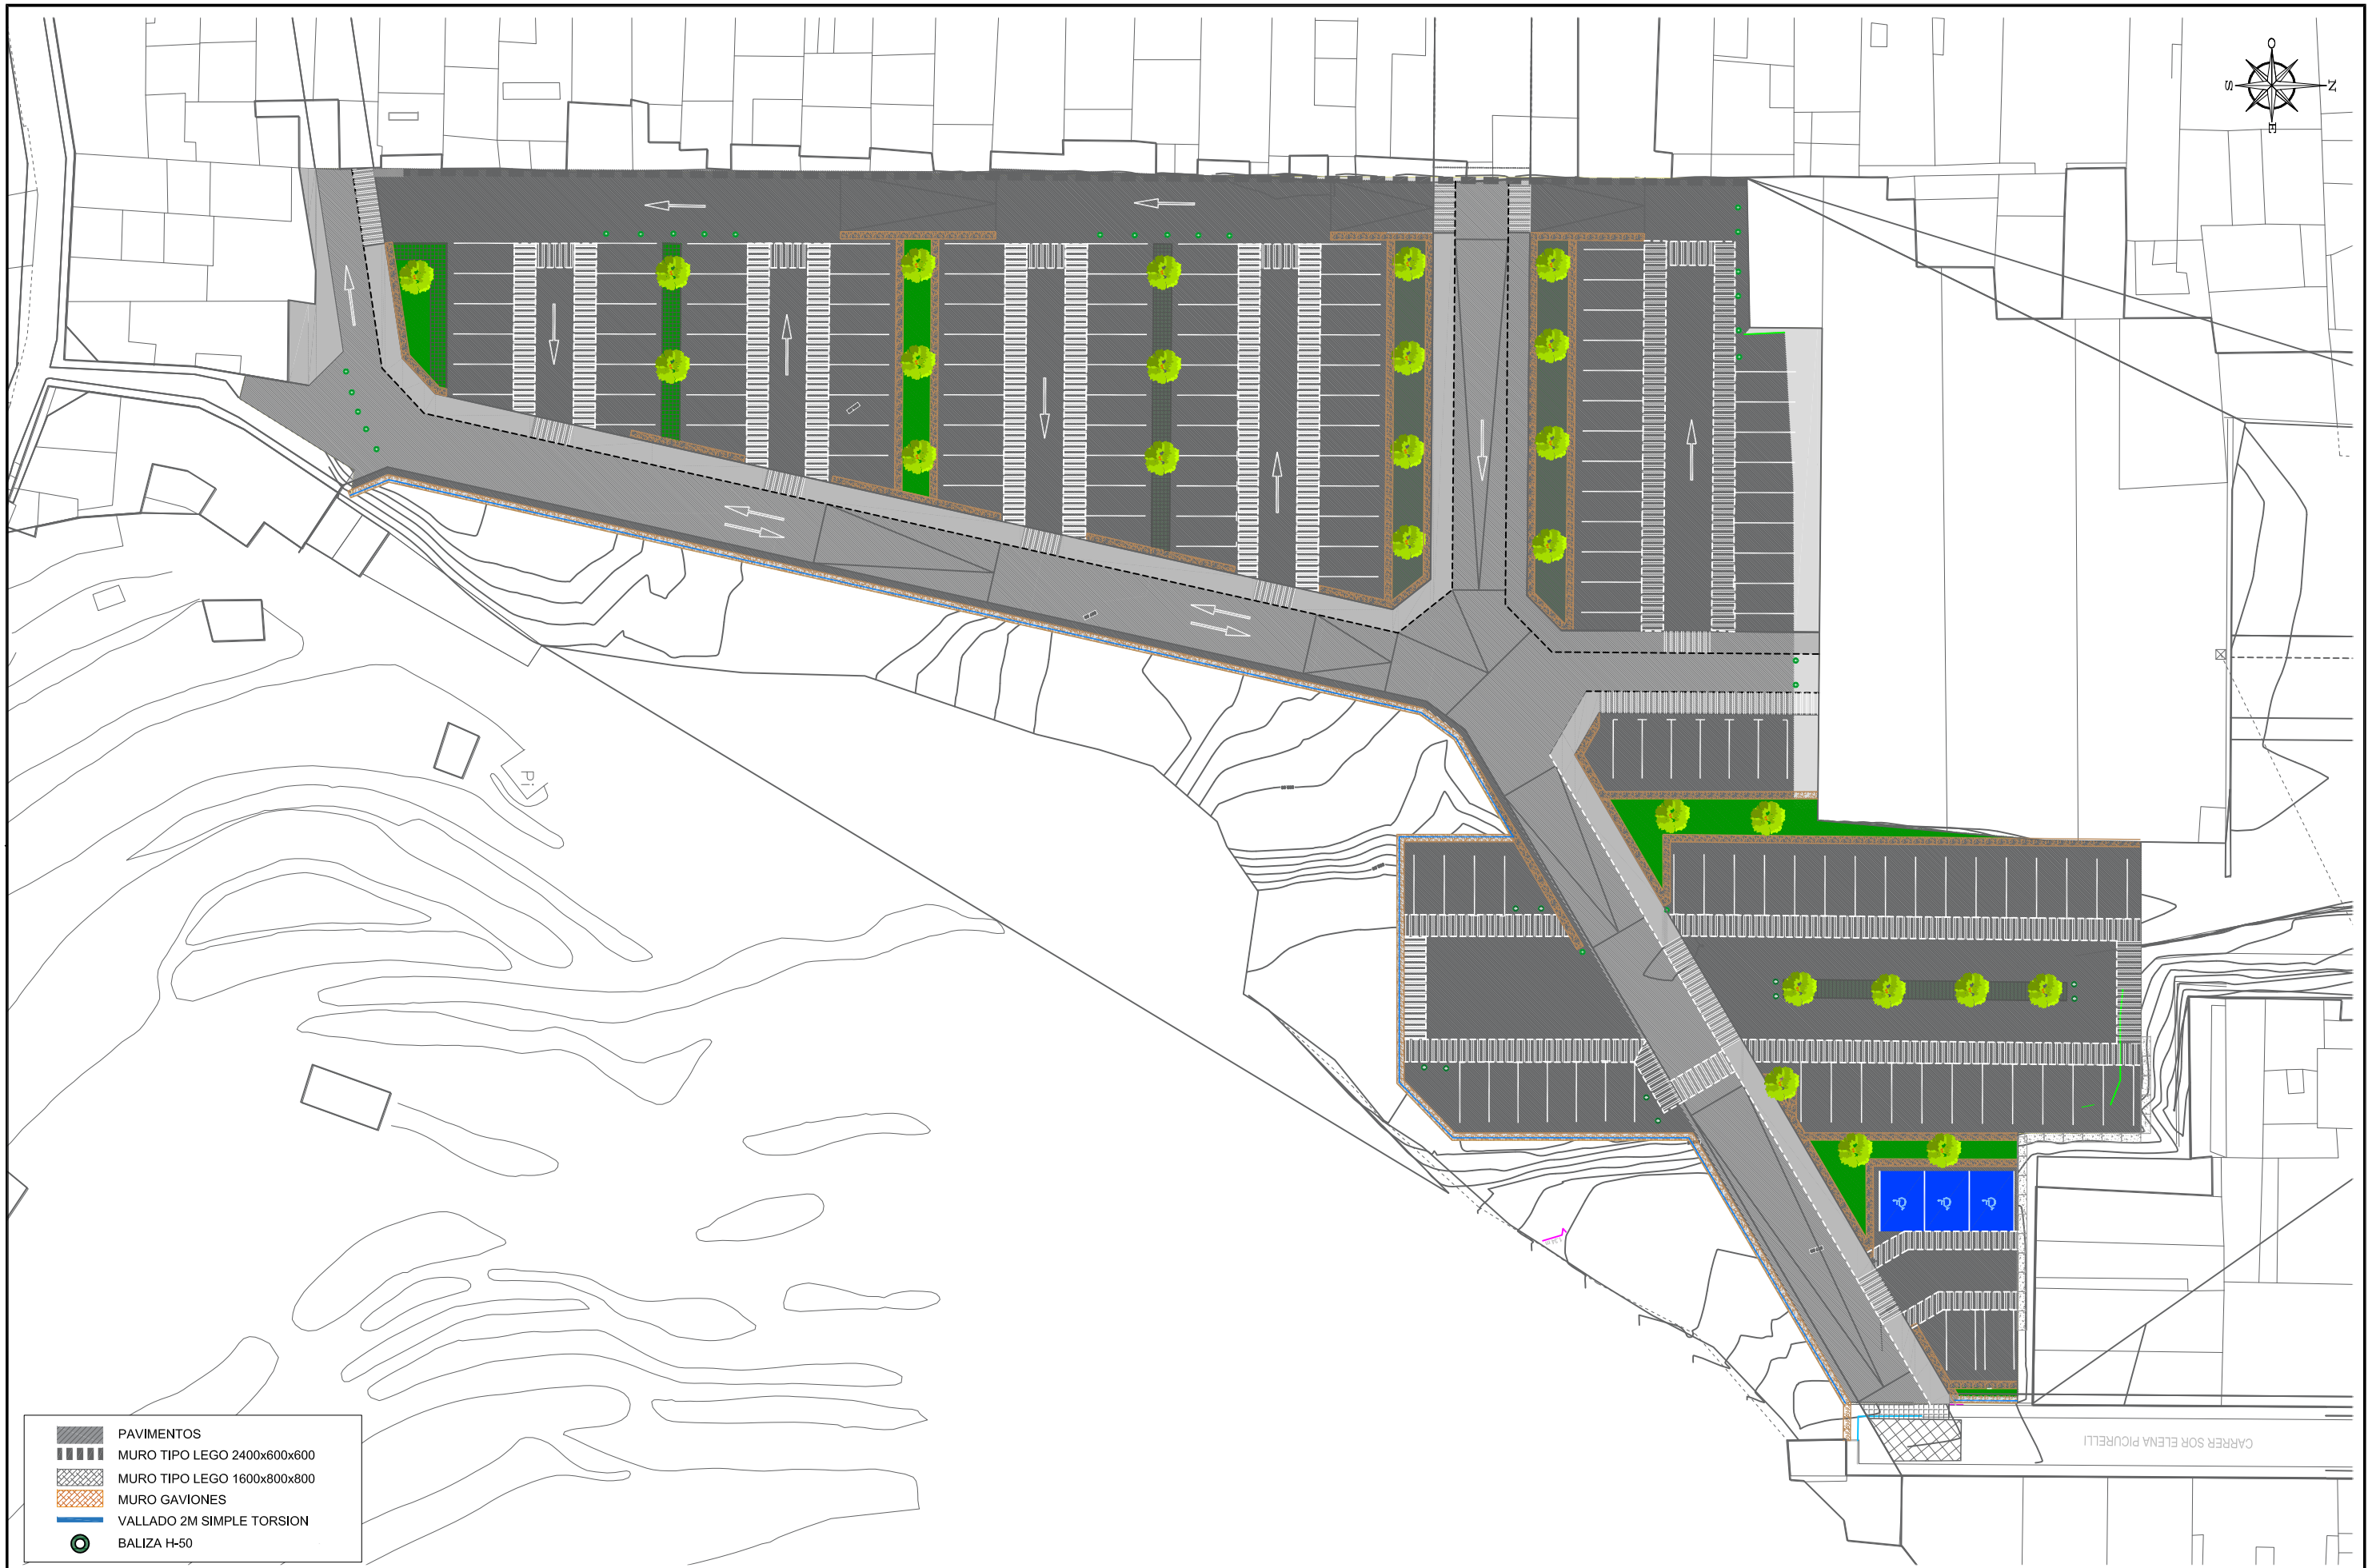 O
S
N
E
P
CARRER SOR ELENA PICURELLI
PAVIMENTOS
MURO TIPO LEGO 2400x600x600
MURO TIPO LEGO 1600x800x800
MURO GAVIONES
VALLADO 2M SIMPLE TORSION
BALIZA H-50